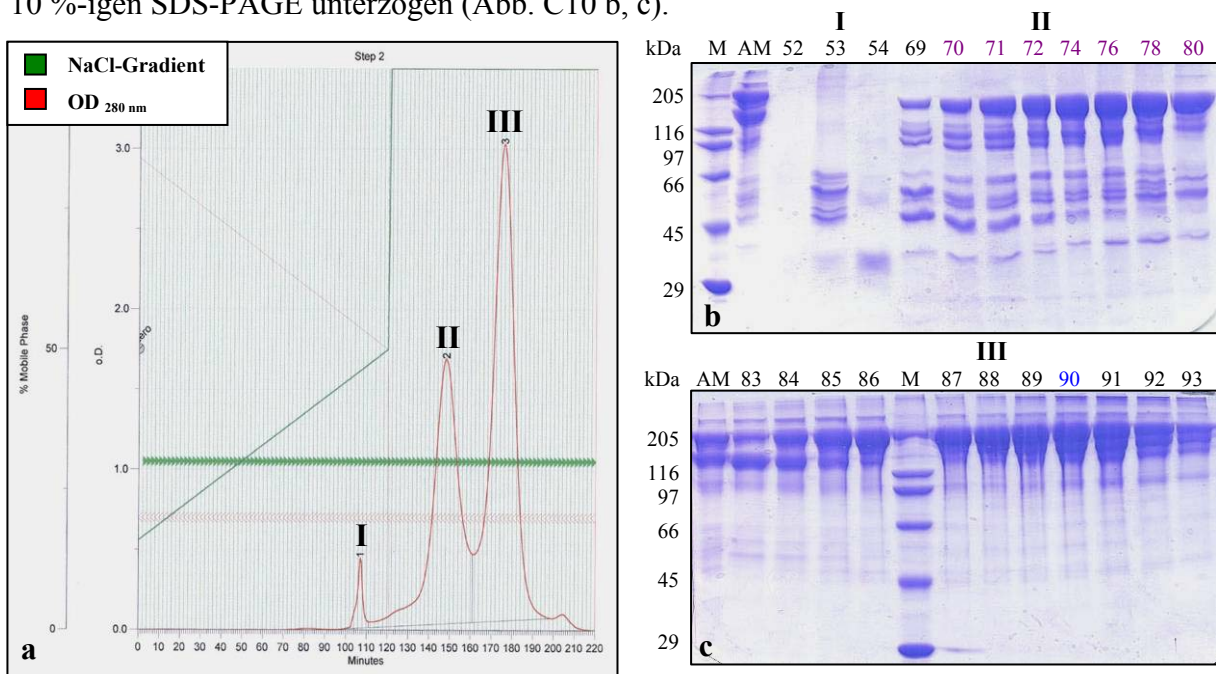 10 %-igen SDS-PAGE unterzogen (Abb. C10 b, c).
NaCl-Gradient
OD 280 nm
Step 2
3.0
2.0
1.0
0.0
50
0
% Mobile Phase
o.D.
I
II
III
1
2
3
0 10 20 30 40 50 60 70 80 90 100 110 120 130 140 150 160 170 180 190 200 210 220
Minutes
a
I II
kDa M AM 52 53 54 69 70 71 72 74 76 78 80
205
116
97
66
45
29
b
III
kDa AM 83 84 85 86 M 87 88 89 90 91 92 93
205
116
97
66
45
29
c